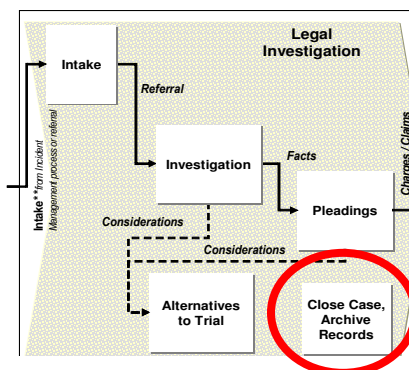 Legal
Investigation
Intake
Referral
Intake**from Incident
Management process or referral
Investigation
Facts
Charges / Claims
Pleadings
Considerations
Considerations
Alternatives
to Trial
Close Case,
Archive
Records